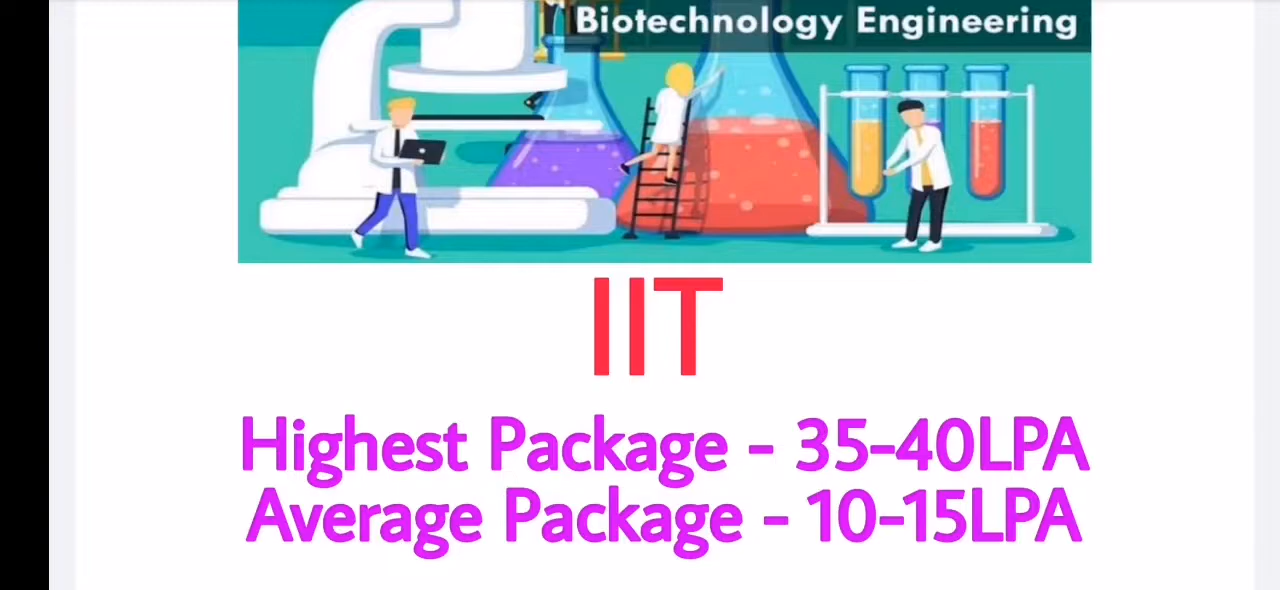 Biotechnology Engineering
IIT
Highest Package - 35-40LPA
Average Package - 10-15LPA